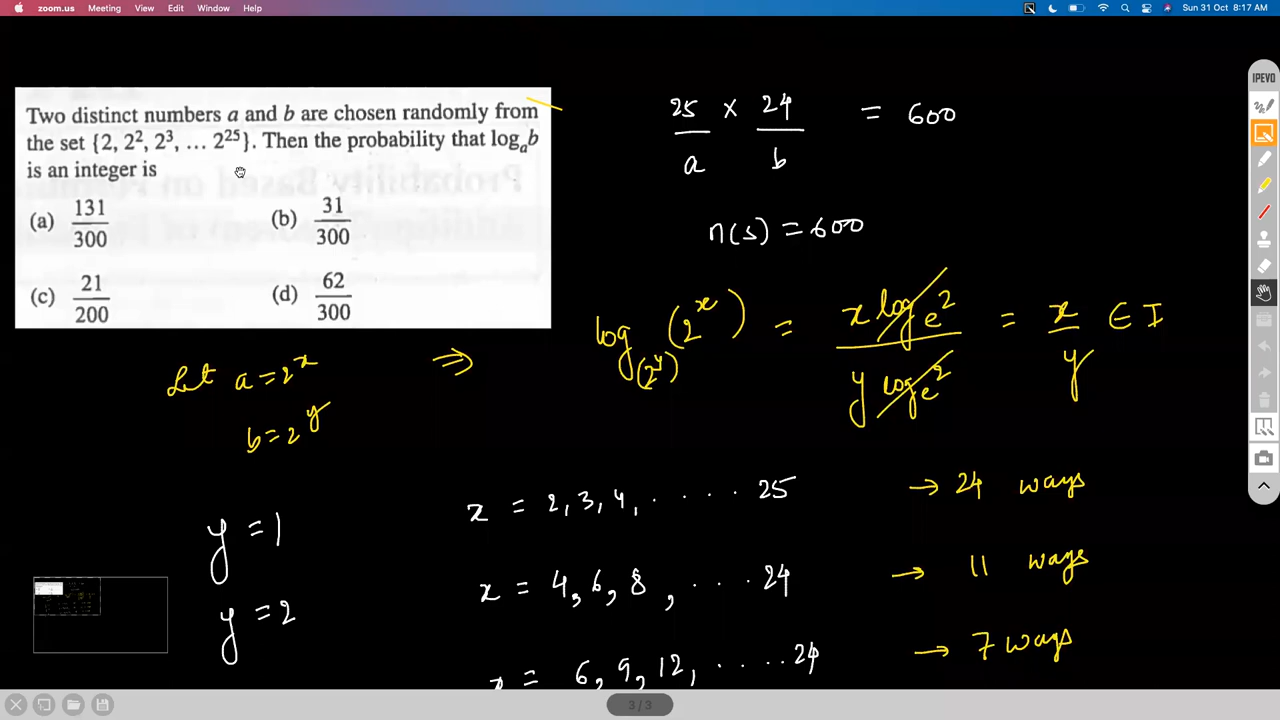 zoom.us Meeting View Edit Window Help
Sun 31 Oct 8:17 AM
IPEVO
Two distinct numbers a and b are chosen randomly from
the set {2, 2², 2³, ... 2²⁵}. Then the probability that logₐb
is an integer is
(a) 131/300 (b) 31/300
(c) 21/200 (d) 62/300
25/a × 24/b = 600
n(s) = 600
Let a = 2^x ⇒ log_(2^y) (2^x) = x log_e 2 / y log_e 2 = x/y ∈ I
b = 2^y
y = 1 x = 2, 3, 4, ..... 25 → 24 ways
y = 2 x = 4, 6, 8, ... 24 → 11 ways
x = 6, 9, 12, ..... 24 → 7 ways
3 / 3